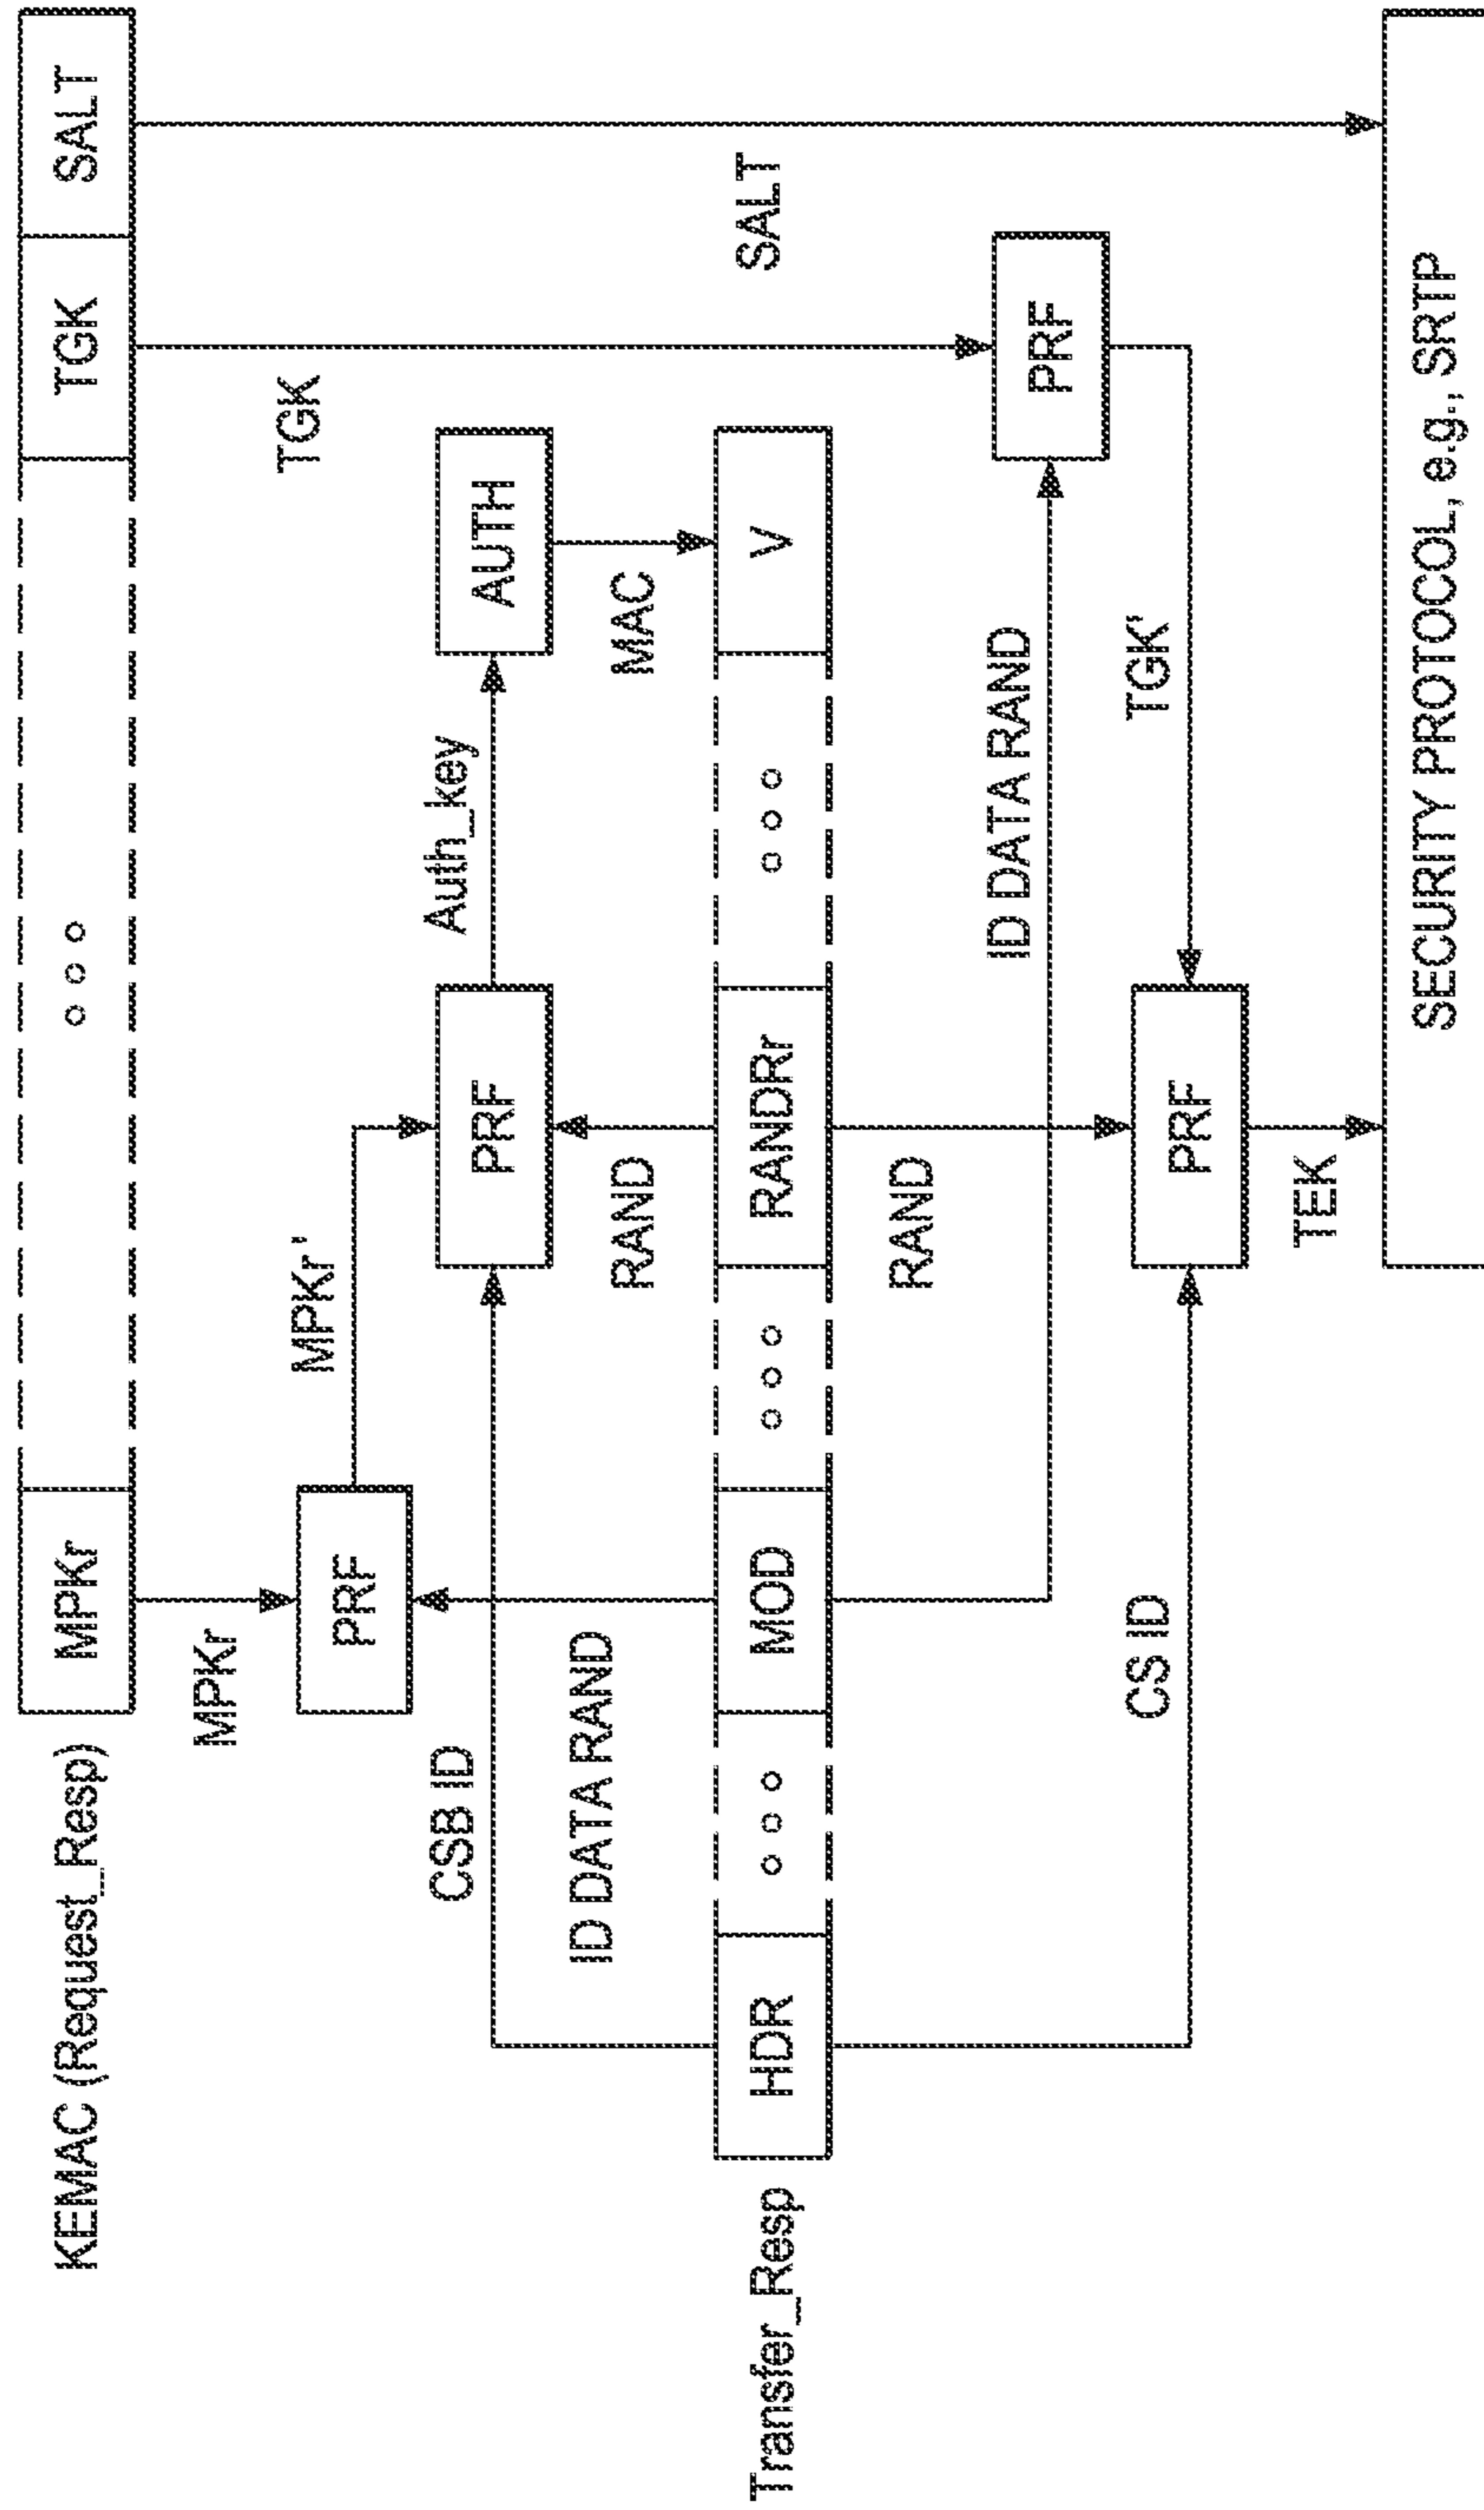 KEMAC (Request_Resp)
MPKr
TGK
SALT
MPKr
TGK
PRF
MPKr'
CSB ID
PRF
Auth_key
AUTH
ID DATA RAND
RAND
MAC
SALT
Transfer_Resp
HDR
MOD
RANDRr
V
RAND
ID DATA RAND
PRF
CS ID
TGK'
PRF
TEK
SECURITY PROTOCOL, e.g., SRTP